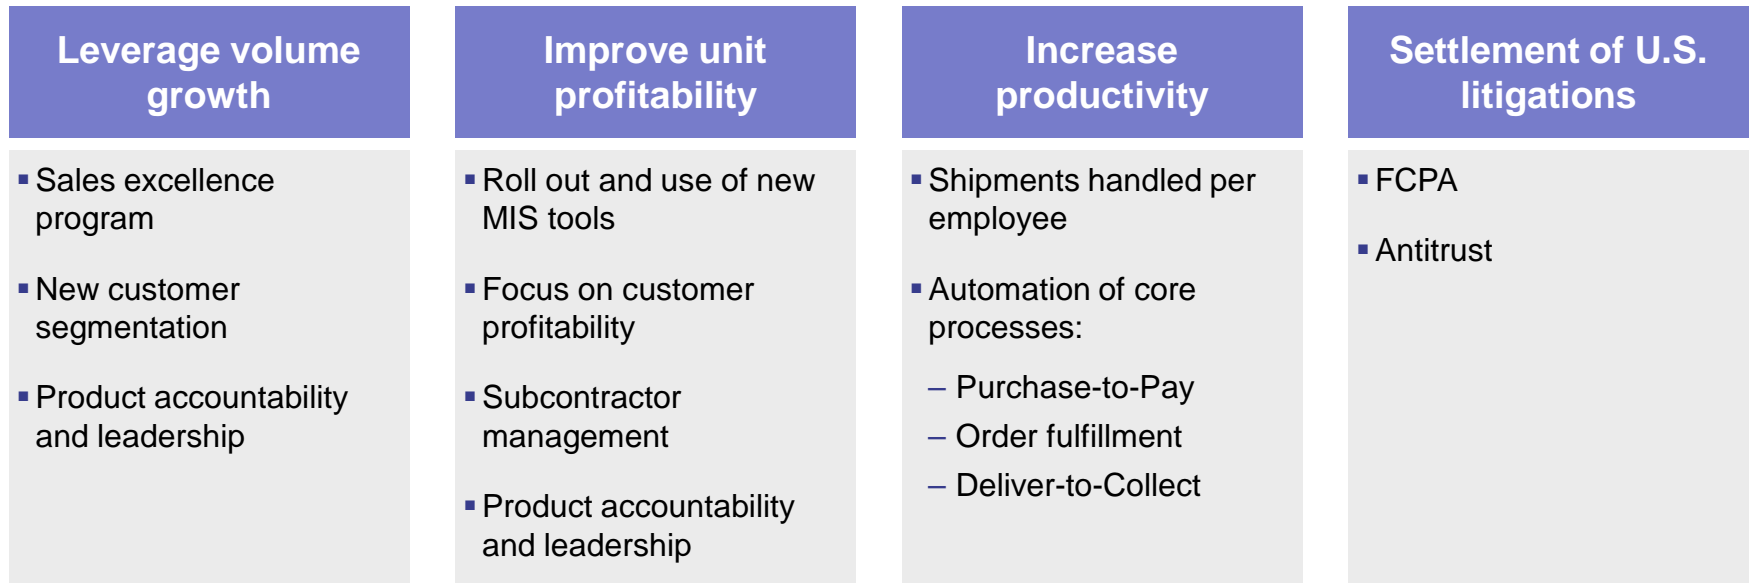 Leverage volume
growth
▪ Sales excellence
program
▪ New customer
segmentation
▪ Product accountability
and leadership
Improve unit
profitability
▪ Roll out and use of new
MIS tools
▪ Focus on customer
profitability
▪ Subcontractor
management
▪ Product accountability
and leadership
Increase
productivity
▪ Shipments handled per
employee
▪ Automation of core
processes:
– Purchase-to-Pay
– Order fulfillment
– Deliver-to-Collect
Settlement of U.S.
litigations
▪ FCPA
▪ Antitrust